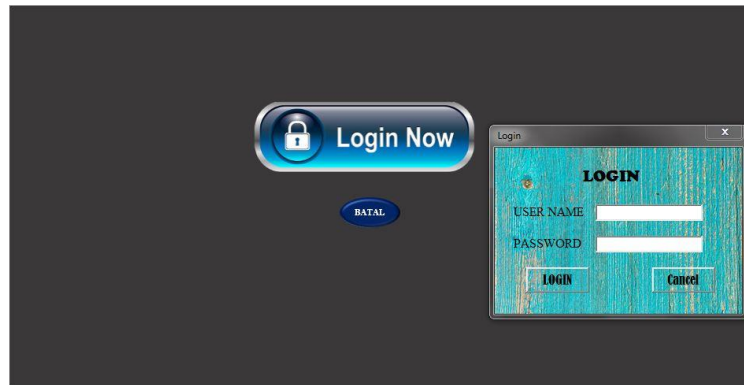 Login Now
BATAL
Login
x
LOGIN
USER NAME
PASSWORD
LOGIN
Cancel